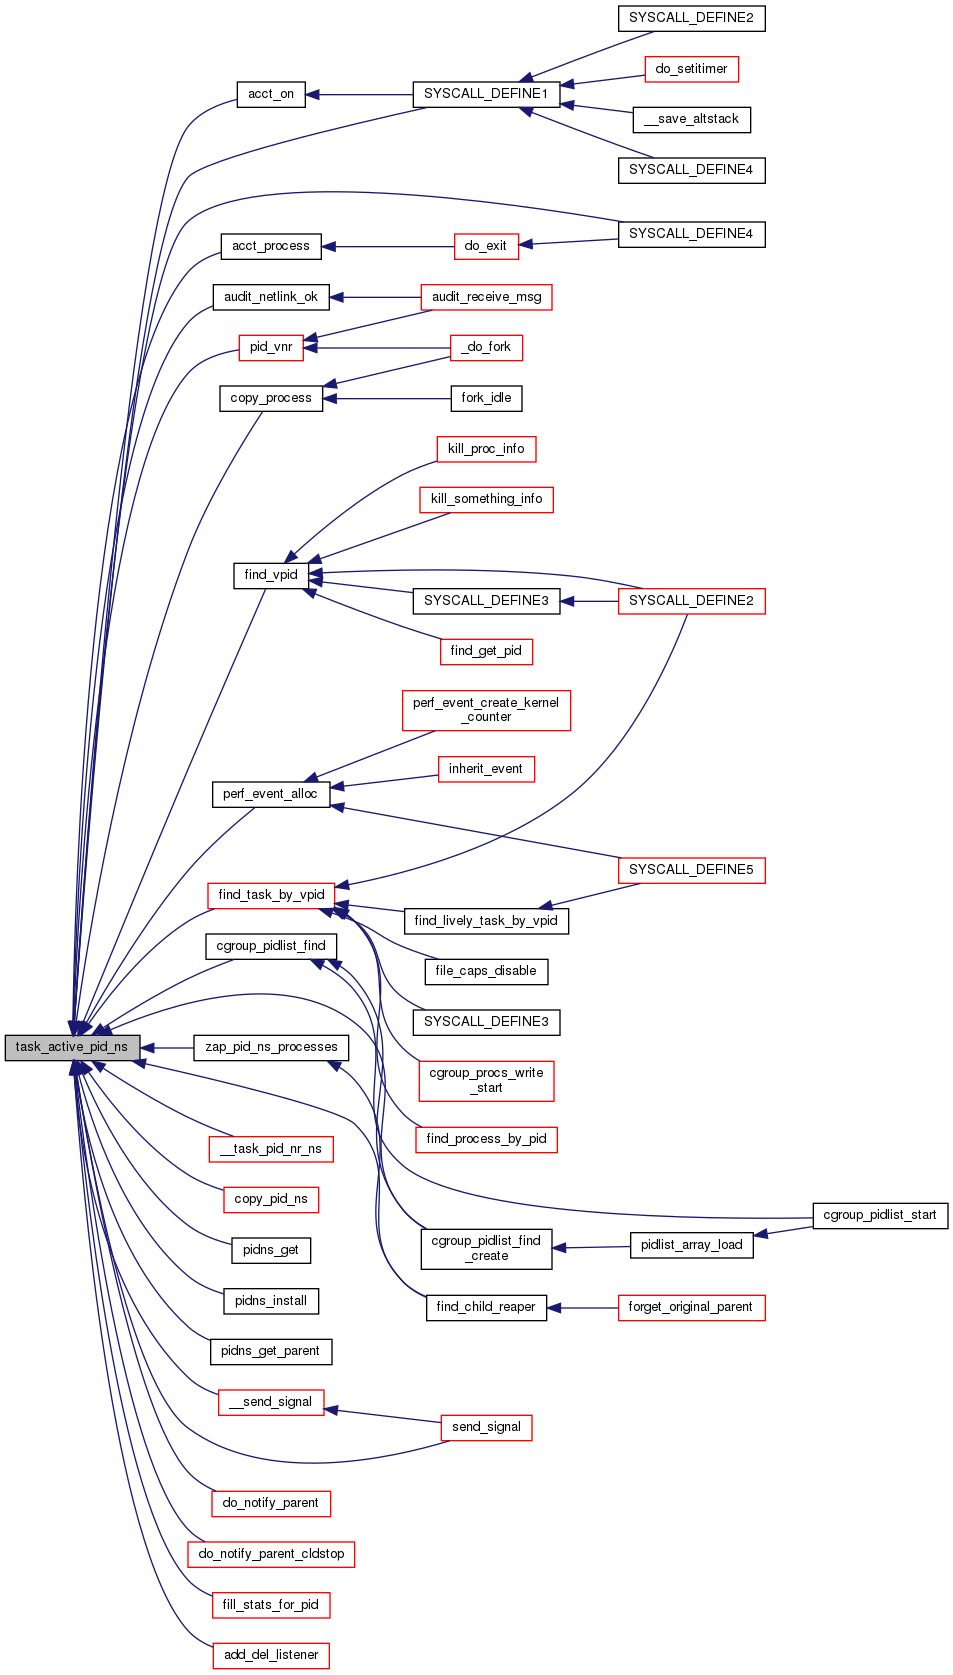 SYSCALL_DEFINE2
do_setitimer
acct_on
SYSCALL_DEFINE1
__save_altstack
SYSCALL_DEFINE4
SYSCALL_DEFINE4
acct_process
do_exit
audit_netlink_ok
audit_receive_msg
pid_vnr
_do_fork
copy_process
fork_idle
kill_proc_info
kill_something_info
find_vpid
SYSCALL_DEFINE3
SYSCALL_DEFINE2
find_get_pid
perf_event_create_kernel
_counter
inherit_event
perf_event_alloc
SYSCALL_DEFINE5
find_task_by_vpid
find_lively_task_by_vpid
cgroup_pidlist_find
file_caps_disable
SYSCALL_DEFINE3
task_active_pid_ns
zap_pid_ns_processes
cgroup_procs_write
_start
find_process_by_pid
__task_pid_nr_ns
copy_pid_ns
cgroup_pidlist_start
pidns_get
cgroup_pidlist_find
_create
pidlist_array_load
pidns_install
find_child_reaper
forget_original_parent
pidns_get_parent
__send_signal
send_signal
do_notify_parent
do_notify_parent_cldstop
fill_stats_for_pid
add_del_listener